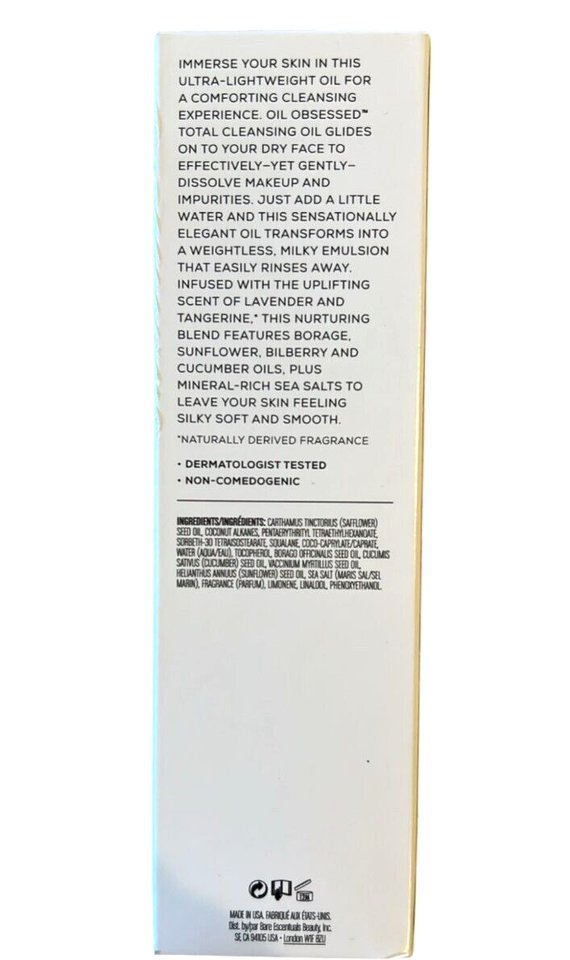 IMMERSE YOUR SKIN IN THIS
ULTRA-LIGHTWEIGHT OIL FOR
A COMFORTING CLEANSING
EXPERIENCE. OIL OBSESSED™
TOTAL CLEANSING OIL GLIDES
ON TO YOUR DRY FACE TO
EFFECTIVELY—YET GENTLY—
DISSOLVE MAKEUP AND
IMPURITIES. JUST ADD A LITTLE
WATER AND THIS SENSATIONALLY
ELEGANT OIL TRANSFORMS INTO
A WEIGHTLESS, MILKY EMULSION
THAT EASILY RINSES AWAY.
INFUSED WITH THE UPLIFTING
SCENT OF LAVENDER AND
TANGERINE,* THIS NURTURING
BLEND FEATURES BORAGE,
SUNFLOWER, BILBERRY AND
CUCUMBER OILS, PLUS
MINERAL-RICH SEA SALTS TO
LEAVE YOUR SKIN FEELING
SILKY SOFT AND SMOOTH.
*NATURALLY DERIVED FRAGRANCE
• DERMATOLOGIST TESTED
• NON-COMEDOGENIC
INGREDIENTS/INGRÉDIENTS: CARTHAMUS TINCTORIUS (SAFFLOWER)
SEED OIL, COCONUT ALKANES, PENTAERYTHRITYL TETRAETHYLHEXANOATE,
SORBETH-30 TETRAISOSTEARATE, SQUALANE, COCO-CAPRYLATE/CAPRATE,
WATER (AQUA/EAU), TOCOPHEROL, BORAGO OFFICINALIS SEED OIL, CUCUMIS
SATIVUS (CUCUMBER) SEED OIL, VACCINIUM MYRTILLUS SEED OIL,
HELIANTHUS ANNUUS (SUNFLOWER) SEED OIL, SEA SALT (MARIS SAL/SEL
MARIN), FRAGRANCE (PARFUM), LIMONENE, LINALOOL, PHENOXYETHANOL.
12M
MADE IN USA. FABRIQUÉ AUX ÉTATS-UNIS.
Dist. by/par Bare Escentuals Beauty, Inc.
SF, CA 94105 USA • London W1F 8ZU